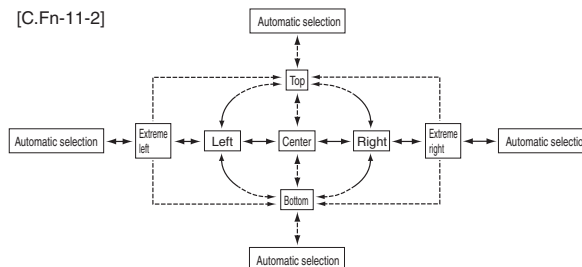 [C.Fn-11-2]
Automatic selection
Top
Automatic selection
Extreme
left
Left
Center
Right
Extreme
right
Automatic selection
Bottom
Automatic selection